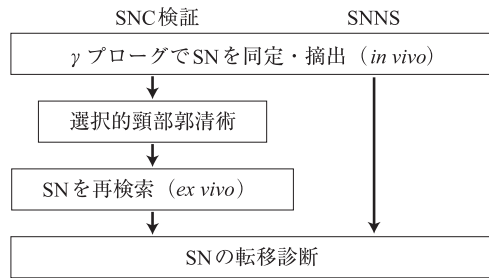 SNC検証 SNNS
γプローグでSNを同定・摘出（in vivo）
選択的頸部郭清術
SNを再検索（ex vivo）
SNの転移診断